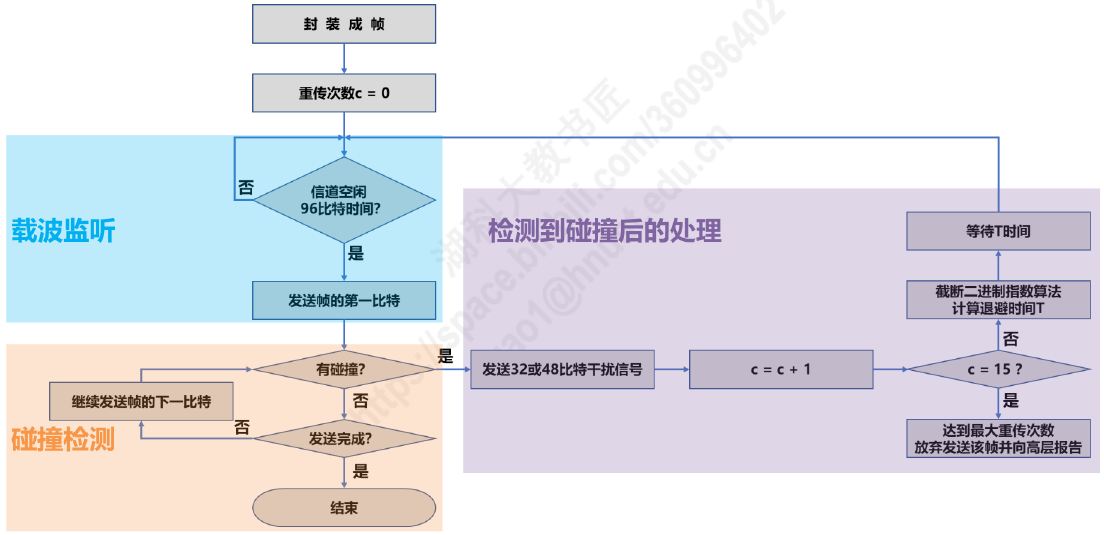 封装成帧
重传次数c = 0
载波监听
否
信道空闲
96比特时间?
是
发送帧的第一比特
碰撞检测
有碰撞?
是
否
继续发送帧的下一比特
否
发送完成?
是
结束
检测到碰撞后的处理
发送32或48比特干扰信号
c = c + 1
c = 15 ?
否
截断二进制指数算法
计算退避时间T
等待T时间
是
达到最大重传次数
放弃发送该帧并向高层报告
湖科大教书匠
https://space.bilibili.com/360996402